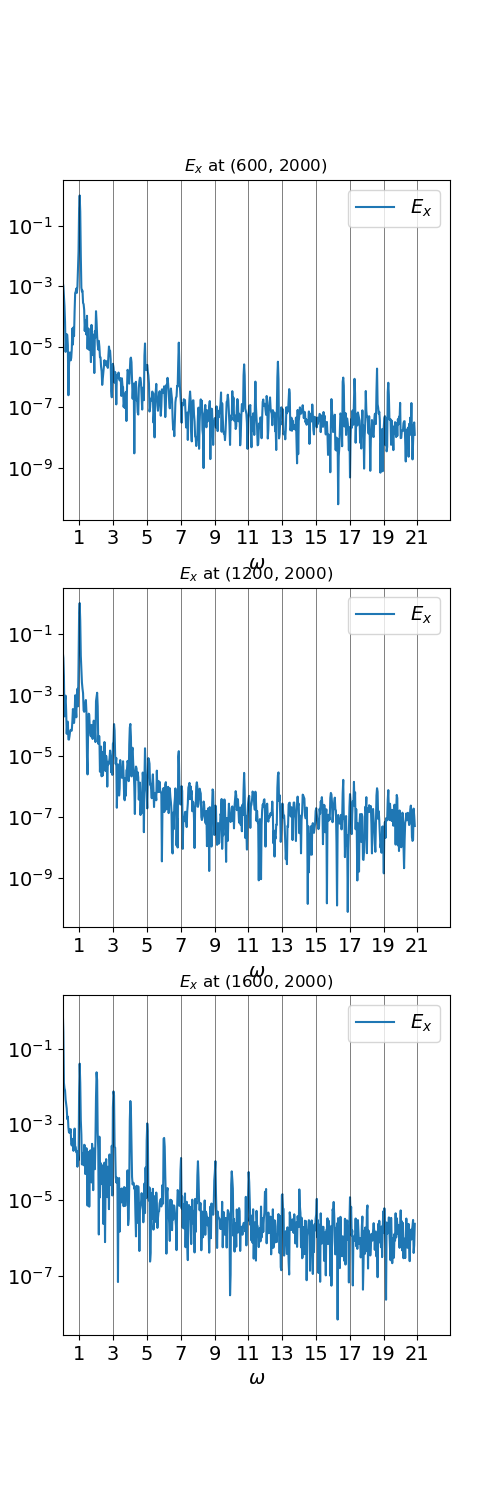 E_x at (600, 2000)
E_x
10^{-1}
10^{-3}
10^{-5}
10^{-7}
10^{-9}
1 3 5 7 9 11 13 15 17 19 21
ω
E_x at (1200, 2000)
E_x
10^{-1}
10^{-3}
10^{-5}
10^{-7}
10^{-9}
1 3 5 7 9 11 13 15 17 19 21
ω
E_x at (1600, 2000)
E_x
10^{-1}
10^{-3}
10^{-5}
10^{-7}
1 3 5 7 9 11 13 15 17 19 21
ω